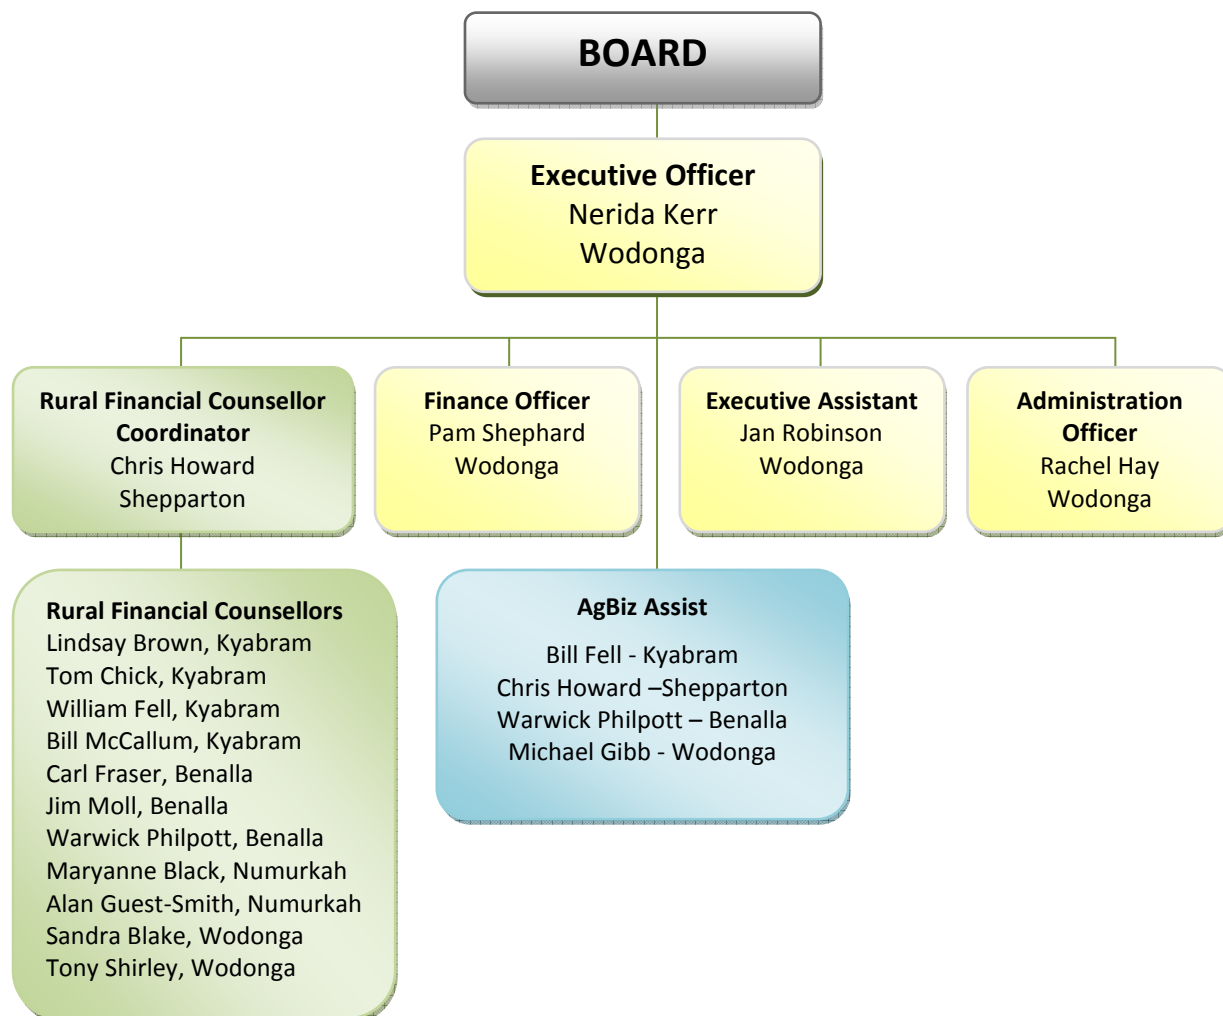 BOARD
Executive Officer
Nerida Kerr
Wodonga
Rural Financial Counsellor
Coordinator
Chris Howard
Shepparton
Finance Officer
Pam Shephard
Wodonga
Executive Assistant
Jan Robinson
Wodonga
Administration
Officer
Rachel Hay
Wodonga
Rural Financial Counsellors
Lindsay Brown, Kyabram
Tom Chick, Kyabram
William Fell, Kyabram
Bill McCallum, Kyabram
Carl Fraser, Benalla
Jim Moll, Benalla
Warwick Philpott, Benalla
Maryanne Black, Numurkah
Alan Guest-Smith, Numurkah
Sandra Blake, Wodonga
Tony Shirley, Wodonga
AgBiz Assist
Bill Fell - Kyabram
Chris Howard –Shepparton
Warwick Philpott – Benalla
Michael Gibb - Wodonga